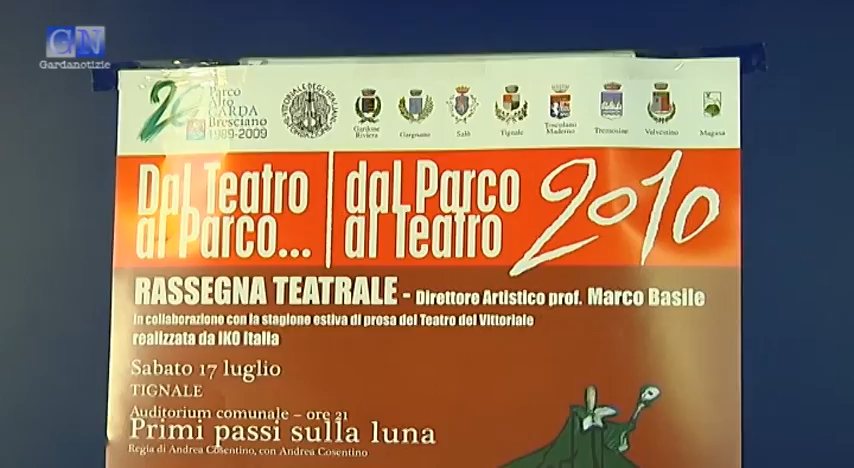 GN
Gardanotizie
20
Parco
Alto
GARDA
Bresciano
1989-2009
Gardone
Riviera
Gargnano
Salò
Tignale
Toscolano
Maderno
Tremosine
Valvestino
Magasa
Dal Teatro
al Parco...
dal Parco
al Teatro
2010
RASSEGNA TEATRALE - Direttore Artistico prof. Marco Basile
In collaborazione con la stagione estiva di prosa del Teatro del Vittoriale
realizzata da IKO Italia
Sabato 17 luglio
TIGNALE
Auditorium comunale – ore 21
Primi passi sulla luna
Regia di Andrea Cosentino, con Andrea Cosentino